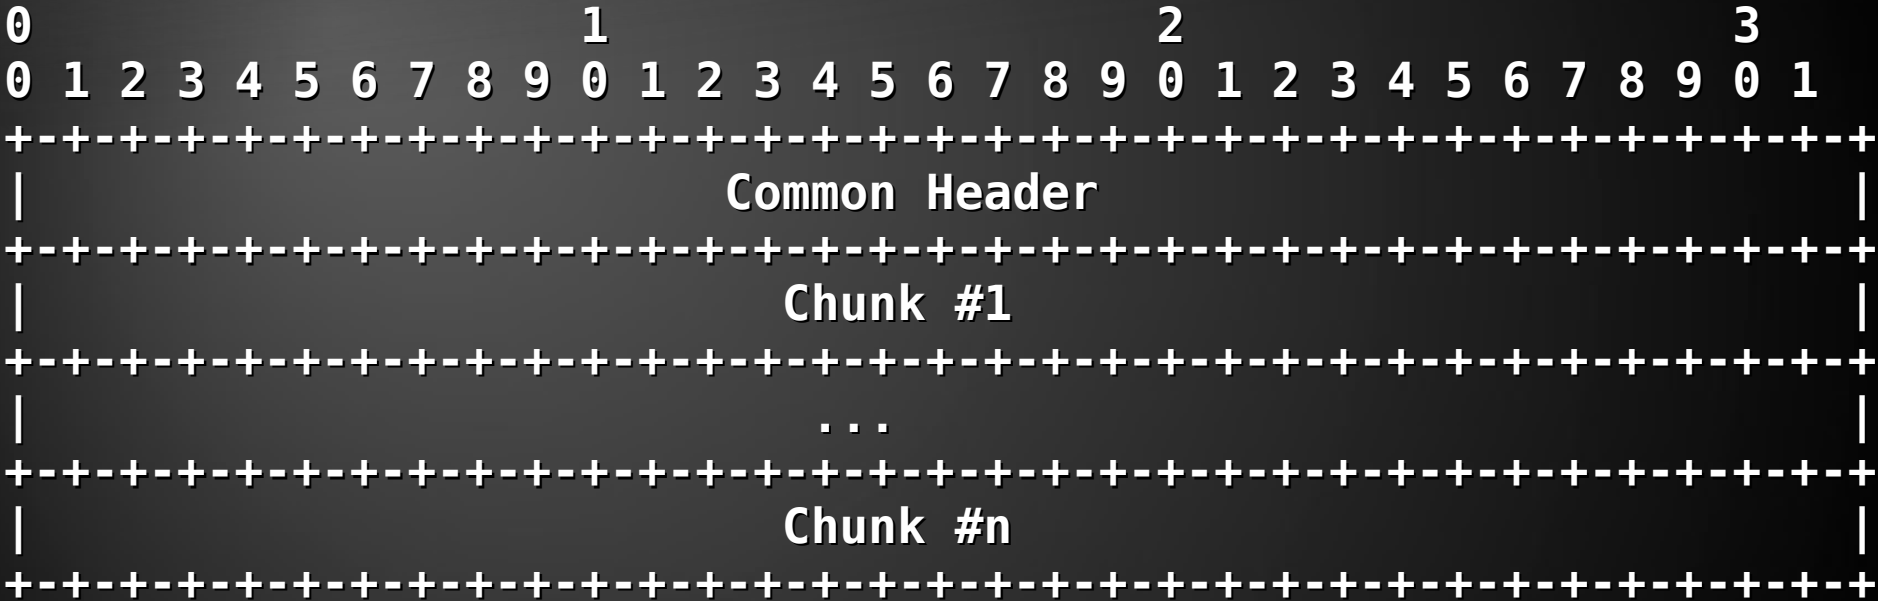 0                   1                   2                   3
0 1 2 3 4 5 6 7 8 9 0 1 2 3 4 5 6 7 8 9 0 1 2 3 4 5 6 7 8 9 0 1
+-+-+-+-+-+-+-+-+-+-+-+-+-+-+-+-+-+-+-+-+-+-+-+-+-+-+-+-+-+-+-+-+
|                        Common Header                          |
+-+-+-+-+-+-+-+-+-+-+-+-+-+-+-+-+-+-+-+-+-+-+-+-+-+-+-+-+-+-+-+-+
|                          Chunk #1                             |
+-+-+-+-+-+-+-+-+-+-+-+-+-+-+-+-+-+-+-+-+-+-+-+-+-+-+-+-+-+-+-+-+
|                           ...                                 |
+-+-+-+-+-+-+-+-+-+-+-+-+-+-+-+-+-+-+-+-+-+-+-+-+-+-+-+-+-+-+-+-+
|                          Chunk #n                             |
+-+-+-+-+-+-+-+-+-+-+-+-+-+-+-+-+-+-+-+-+-+-+-+-+-+-+-+-+-+-+-+-+